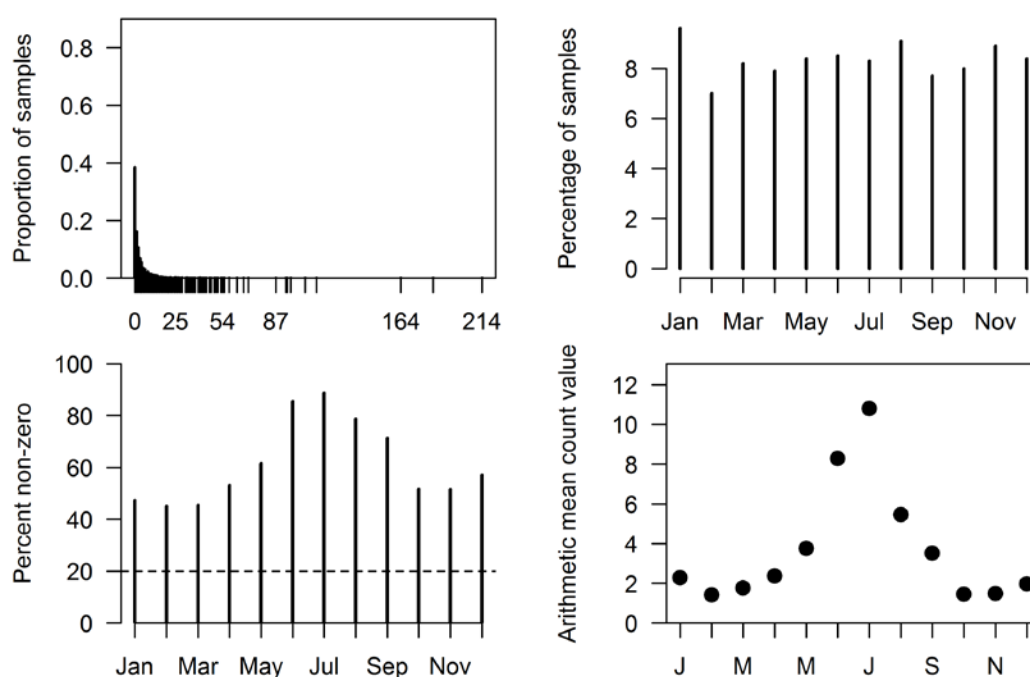 Proportion of samples
0.8
0.6
0.4
0.2
0.0
0 25 54 87 164 214
Percentage of samples
8
6
4
2
0
Jan Mar May Jul Sep Nov
Percent non-zero
100
80
60
40
20
0
Jan Mar May Jul Sep Nov
Arithmetic mean count value
12
10
8
6
4
2
0
J M M J S N